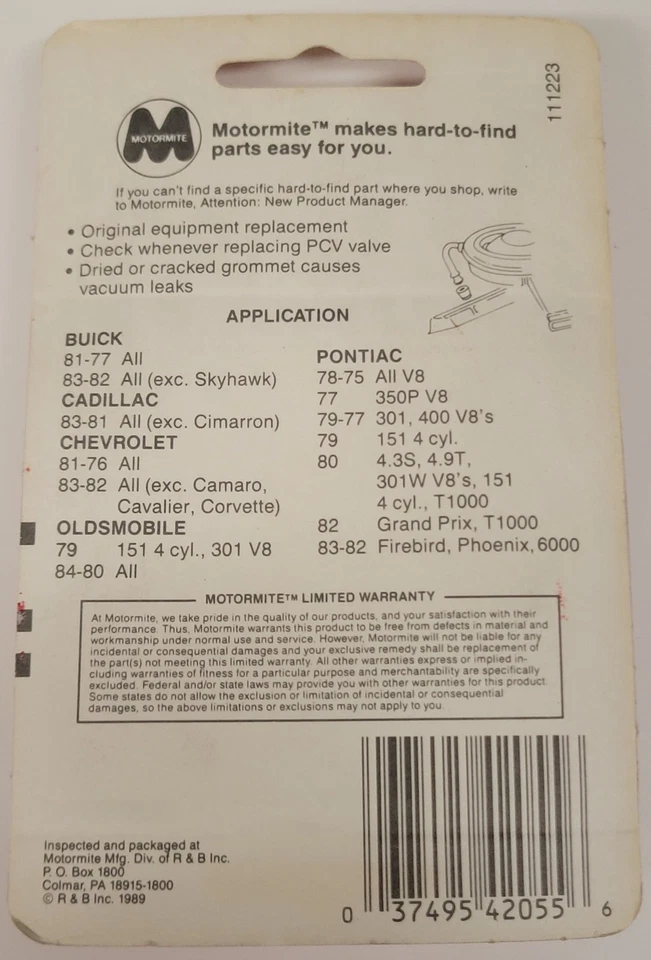 111223
MOTORMITE
Motormite™ makes hard-to-find
parts easy for you.
If you can't find a specific hard-to-find part where you shop, write
to Motormite, Attention: New Product Manager.
• Original equipment replacement
• Check whenever replacing PCV valve
• Dried or cracked grommet causes
vacuum leaks
APPLICATION
BUICK
81-77 All
83-82 All (exc. Skyhawk)
CADILLAC
83-81 All (exc. Cimarron)
CHEVROLET
81-76 All
83-82 All (exc. Camaro,
Cavalier, Corvette)
OLDSMOBILE
79 151 4 cyl., 301 V8
84-80 All
PONTIAC
78-75 All V8
77 350P V8
79-77 301, 400 V8's
79 151 4 cyl.
80 4.3S, 4.9T,
301W V8's, 151
4 cyl., T1000
82 Grand Prix, T1000
83-82 Firebird, Phoenix, 6000
MOTORMITE™ LIMITED WARRANTY
At Motormite, we take pride in the quality of our products, and your satisfaction with their
performance. Thus, Motormite warrants this product to be free from defects in material and
workmanship under normal use and service. However, Motormite will not be liable for any
incidental or consequential damages and your exclusive remedy shall be replacement of
the part(s) not meeting this limited warranty. All other warranties express or implied in-
cluding warranties of fitness for a particular purpose and merchantability are specifically
excluded. Federal and/or state laws may provide you with other warranties for this product.
Some states do not allow the exclusion or limitation of incidental or consequential
damages, so the above limitations or exclusions may not apply to you.
Inspected and packaged at
Motormite Mfg. Div. of R & B Inc.
P. O. Box 1800
Colmar, PA 18915-1800
© R & B Inc. 1989
0 37495 42055 6